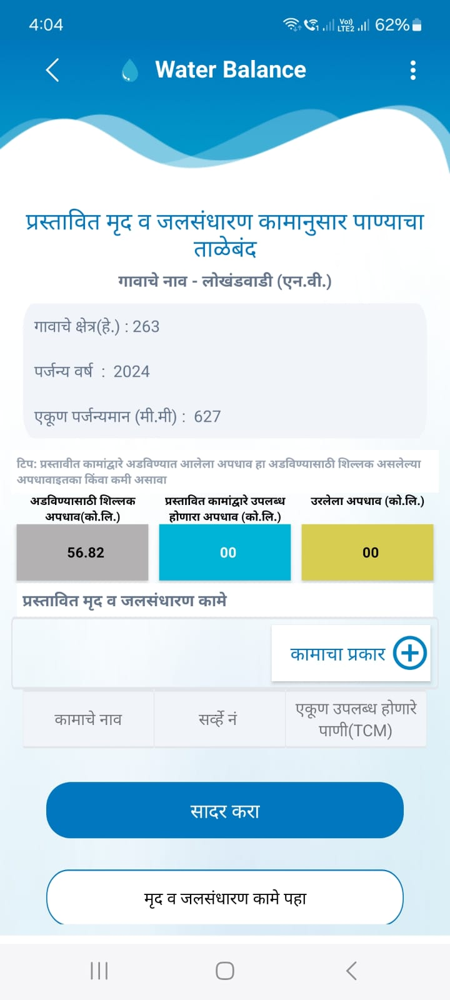 4:04
Vo)) LTE2 62%
Water Balance
प्रस्तावित मृद व जलसंधारण कामानुसार पाण्याचा
ताळेबंद
गावाचे नाव - लोखंडवाडी (एन.वी.)
गावाचे क्षेत्र(हे.) : 263
पर्जन्य वर्ष : 2024
एकूण पर्जन्यमान (मी.मी) : 627
टिप: प्रस्तावीत कामांद्वारे अडविण्यात आलेला अपधाव हा अडविण्यासाठी शिल्लक असलेल्या
अपधावाइतका किंवा कमी असावा
अडविण्यासाठी शिल्लक
अपधाव(को.लि.)
प्रस्तावित कामांद्वारे उपलब्ध
होणारा अपधाव (को.लि.)
उरलेला अपधाव (को.लि.)
56.82
00
00
प्रस्तावित मृद व जलसंधारण कामे
कामाचा प्रकार
कामाचे नाव
सर्व्हे नं
एकूण उपलब्ध होणारे
पाणी(TCM)
सादर करा
मृद व जलसंधारण कामे पहा